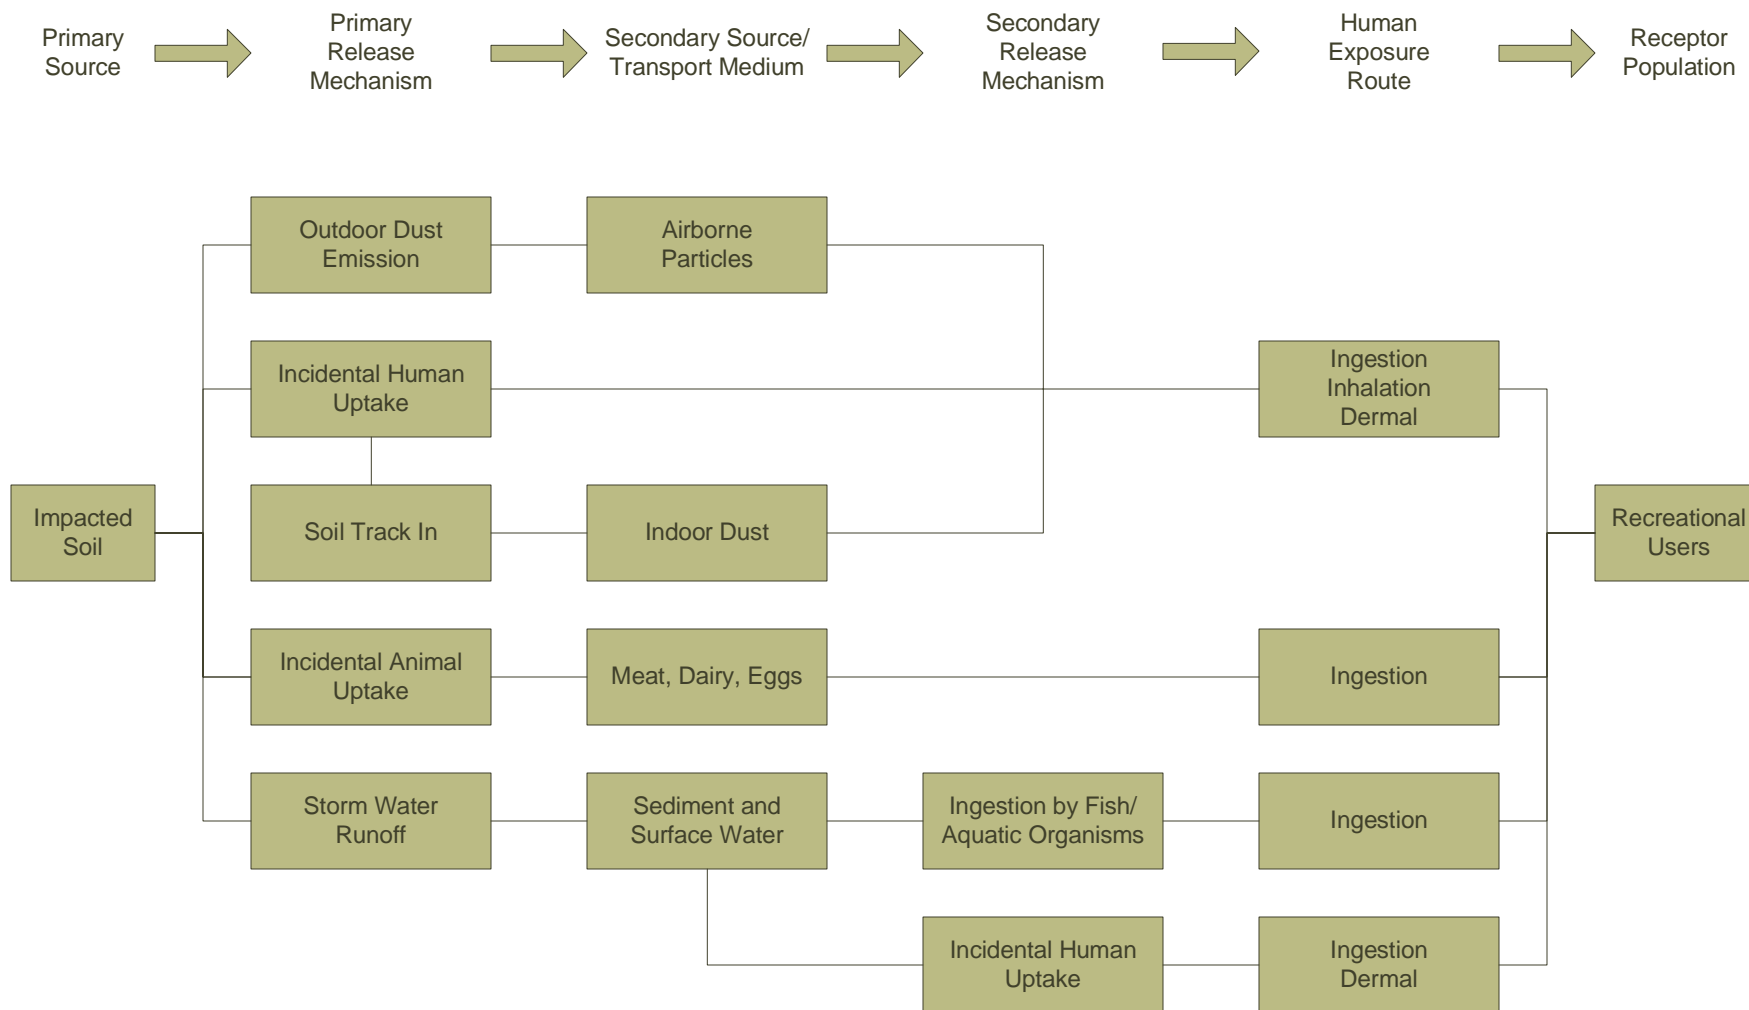 Primary
Source
Primary
Release
Mechanism
Secondary Source/
Transport Medium
Secondary
Release
Mechanism
Human
Exposure
Route
Receptor
Population
Outdoor Dust
Emission
Airborne
Particles
Incidental Human
Uptake
Ingestion
Inhalation
Dermal
Impacted
Soil
Soil Track In
Indoor Dust
Recreational
Users
Incidental Animal
Uptake
Meat, Dairy, Eggs
Ingestion
Storm Water
Runoff
Sediment and
Surface Water
Ingestion by Fish/
Aquatic Organisms
Ingestion
Incidental Human
Uptake
Ingestion
Dermal